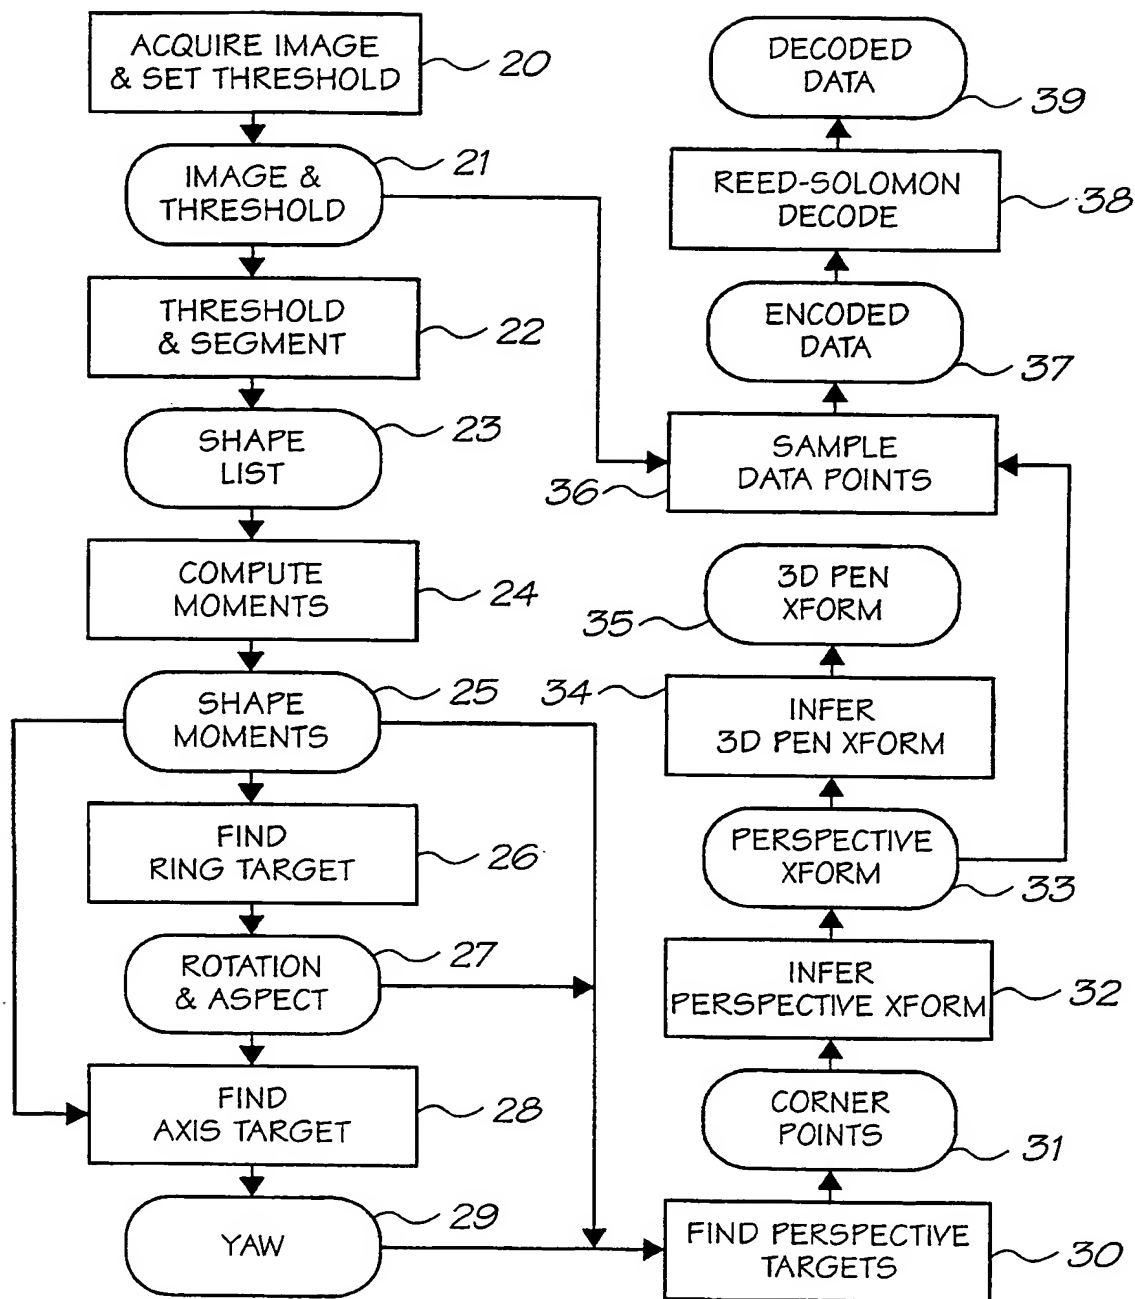 ACQUIRE IMAGE
& SET THRESHOLD
20
IMAGE &
THRESHOLD
21
THRESHOLD
& SEGMENT
22
SHAPE
LIST
23
COMPUTE
MOMENTS
24
SHAPE
MOMENTS
25
FIND
RING TARGET
26
ROTATION
& ASPECT
27
FIND
AXIS TARGET
28
YAW
29
FIND PERSPECTIVE
TARGETS
30
CORNER
POINTS
31
INFER
PERSPECTIVE XFORM
32
PERSPECTIVE
XFORM
33
INFER
3D PEN XFORM
34
3D PEN
XFORM
35
SAMPLE
DATA POINTS
36
ENCODED
DATA
37
REED-SOLOMON
DECODE
38
DECODED
DATA
39